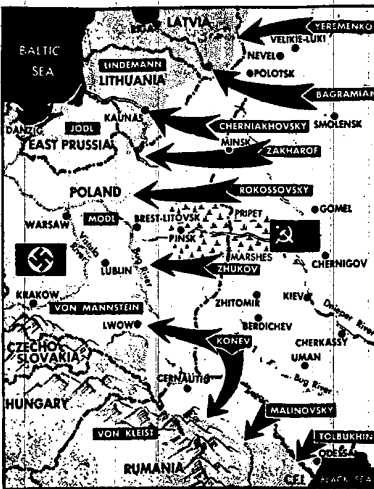 LATVIA
RIGA
YEREMENKO
VELIKIE-LUKI
BALTIC
SEA
NEVEL
LINDEMANN
POLOTSK
LITHUANIA
BAGRAMIAN
KAUNAS
DANZIG
JODL
CHERNIAKHOVSKY
SMOLENSK
EAST PRUSSIA
MINSK
ZAKHAROF
POLAND
ROKOSSOVSKY
WARSAW
MODL
BREST-LITOVSK
PRIPET
GOMEL
PINSK
MARSHES
River
Bug River
LUBLIN
ZHUKOV
CHERNIGOV
KRAKOW
ZHITOMIR
KIEV
VON MANNSTEIN
Dnieper River
LWOW
BERDICHEV
CHERKASSY
CZECHO
SLOVAKIA
KONEV
UMAN
CERNAUTI
Bug River
HUNGARY
MALINOVSKY
VON KLEIST
TOLBUKHIN
RUMANIA
ODESSA
BLACK SEA